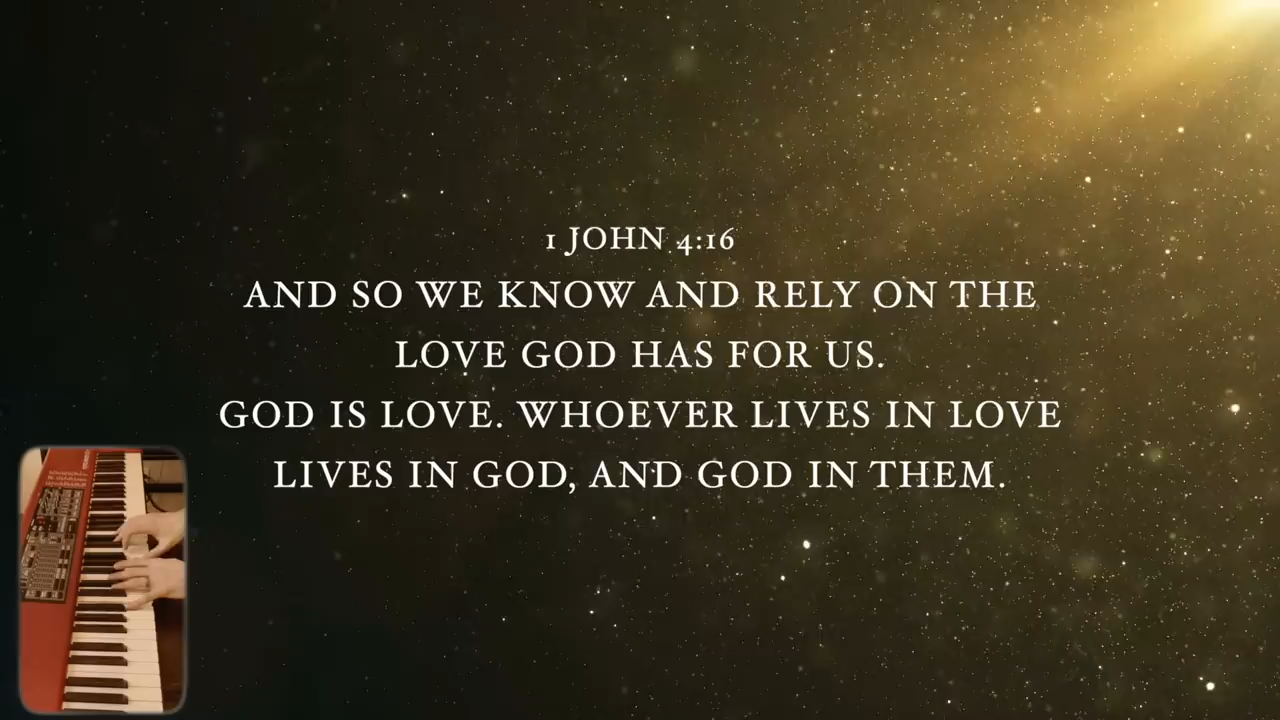 1 JOHN 4:16
AND SO WE KNOW AND RELY ON THE
LOVE GOD HAS FOR US.
GOD IS LOVE. WHOEVER LIVES IN LOVE
LIVES IN GOD, AND GOD IN THEM.